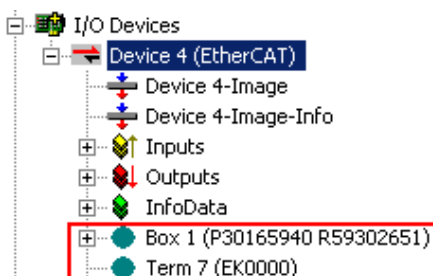 I/O Devices
Device 4 (EtherCAT)
Device 4-Image
Device 4-Image-Info
Inputs
Outputs
InfoData
Box 1 (P30165940 R59302651)
Term 7 (EK0000)